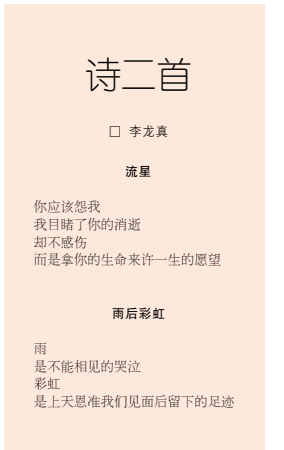 诗二首
□ 李龙真
流星
你应该怨我
我目睹了你的消逝
却不感伤
而是拿你的生命来许一生的愿望
雨后彩虹
雨
是不能相见的哭泣
彩虹
是上天恩准我们见面后留下的足迹